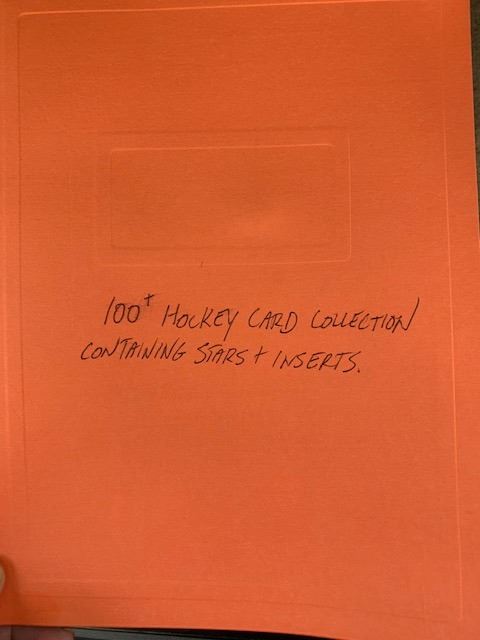 100+ HOCKEY CARD COLLECTION
CONTAINING STARS + INSERTS.